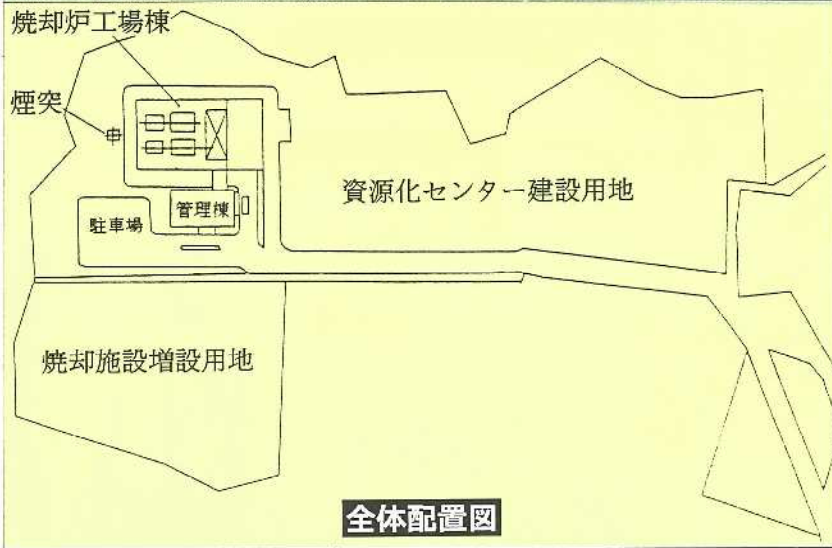 焼却炉工場棟
煙突
資源化センター建設用地
管理棟
駐車場
焼却施設増設用地
全体配置図